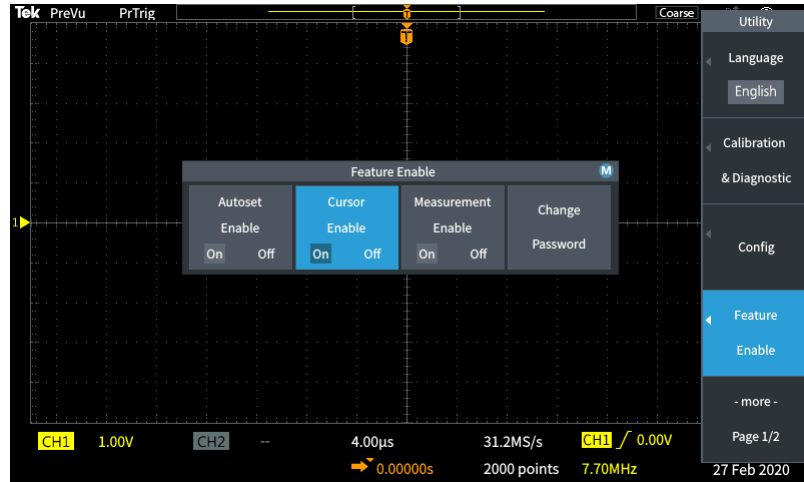 Tek PreVu PrTrig Coarse
T
Utility
Language
English
Calibration
& Diagnostic
Config
Feature
Enable
- more -
Page 1/2
Feature Enable M
Autoset
Enable
On Off
Cursor
Enable
On Off
Measurement
Enable
On Off
Change
Password
1
CH1 1.00V CH2 -- 4.00µs 31.2MS/s CH1 0.00V
0.00000s 2000 points 7.70MHz 27 Feb 2020